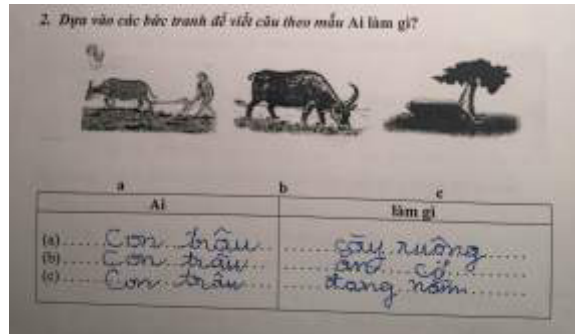 2. Dựa vào các bức tranh để viết câu theo mẫu Ai làm gì?
a b c
Ai làm gì
(a) Con trâu cày ruộng
(b) Con trâu ăn cỏ
(c) Con trâu đang nằm